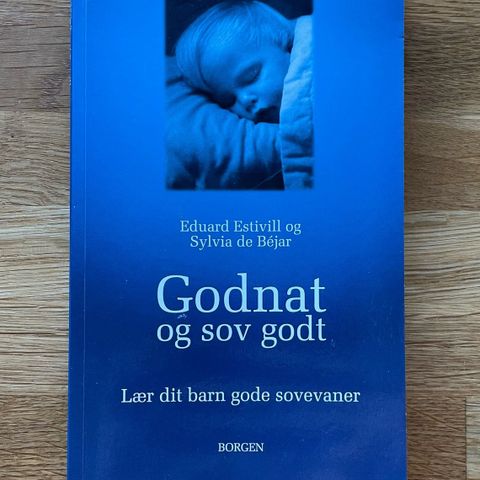 Eduard Estivill og
Sylvia de Béjar
Godnat
og sov godt
Lær dit barn gode sovevaner
BORGEN